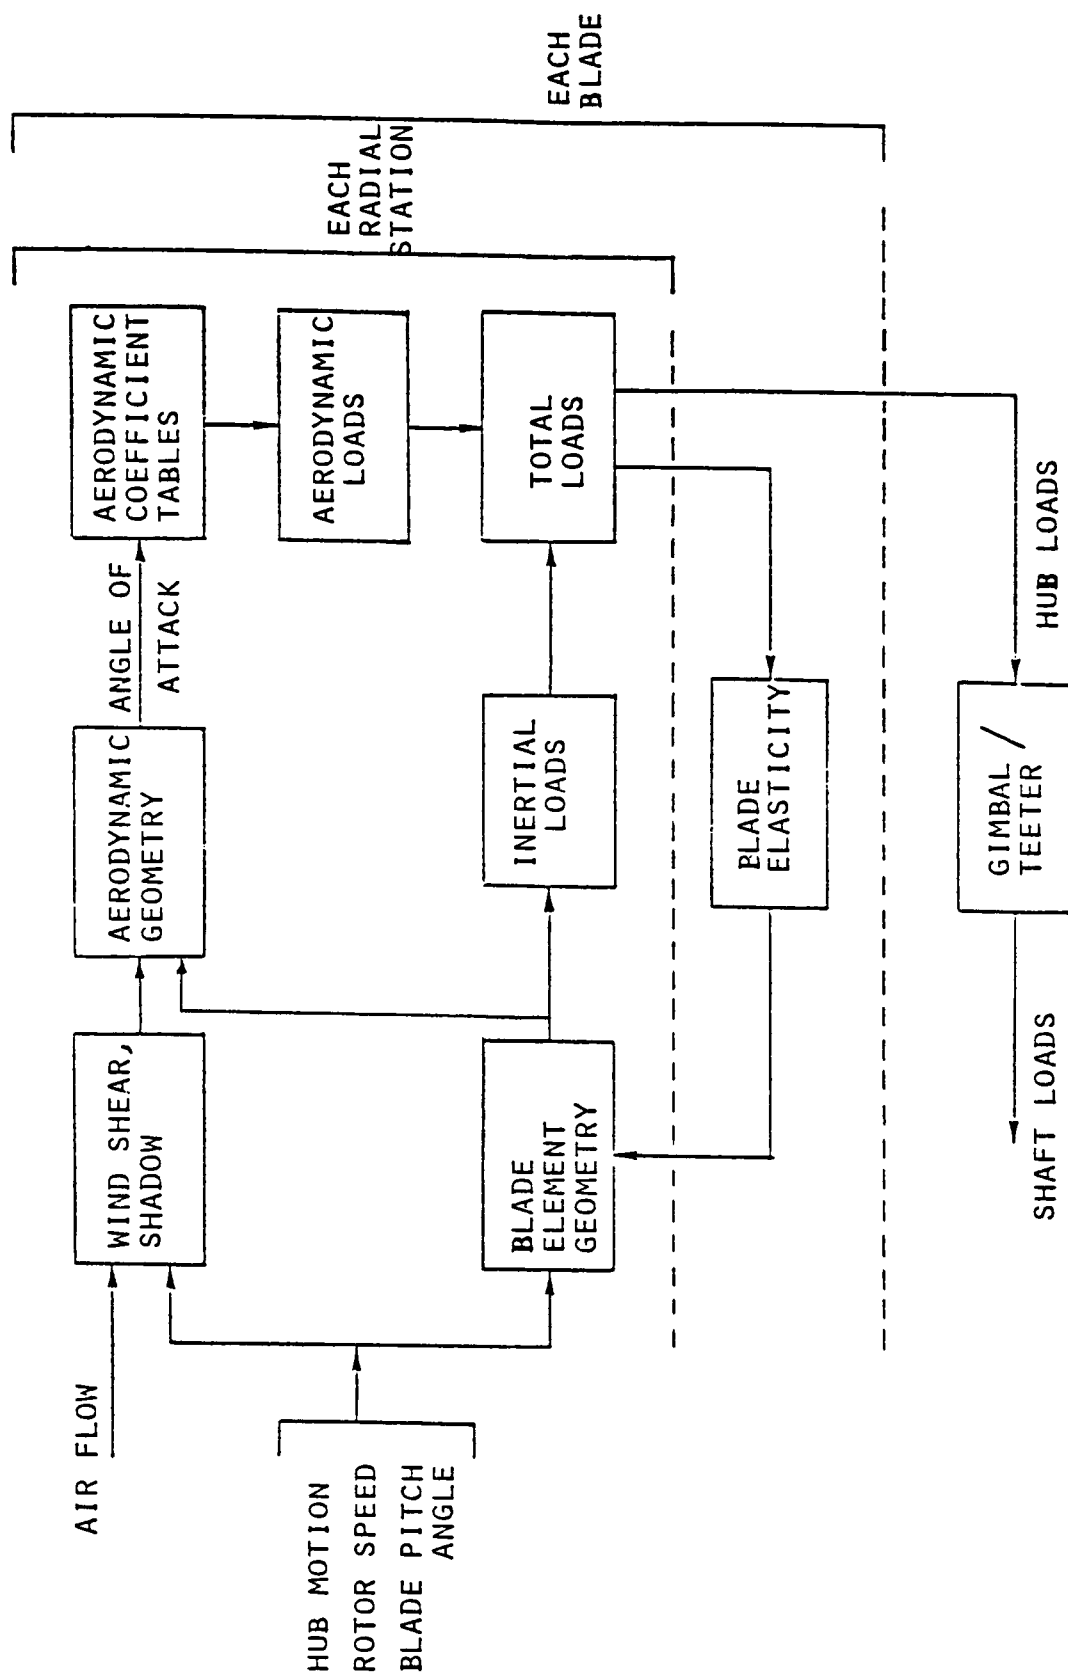 AIR FLOW
HUB MOTION
ROTOR SPEED
BLADE PITCH
ANGLE
WIND SHEAR,
SHADOW
AERODYNAMIC
GEOMETRY
ANGLE OF
ATTACK
AERODYNAMIC
COEFFICIENT
TABLES
AERODYNAMIC
LOADS
BLADE
ELEMENT
GEOMETRY
INERTIAL
LOADS
TOTAL
LOADS
EACH
RADIAL
STATION
BLADE
ELASTICITY
EACH
BLADE
SHAFT LOADS
GIMBAL /
TEETER
HUB LOADS